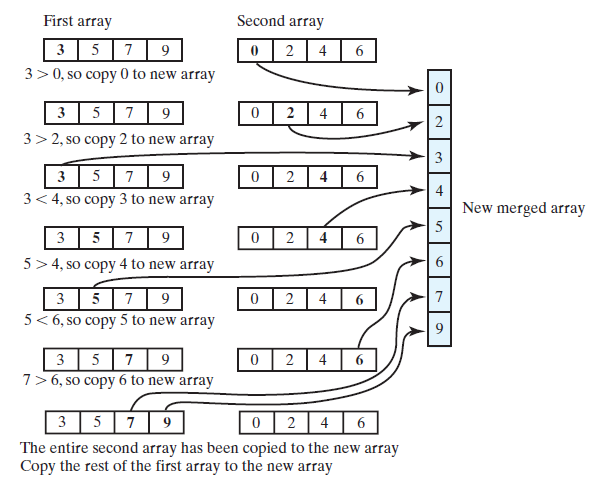 First array Second array
3 5 7 9 0 2 4 6
3 > 0, so copy 0 to new array
0
3 5 7 9 0 2 4 6
2
3 > 2, so copy 2 to new array
3
3 5 7 9 0 2 4 6
4
3 < 4, so copy 3 to new array
New merged array
5
3 5 7 9 0 2 4 6
5 > 4, so copy 4 to new array
6
3 5 7 9 0 2 4 6
7
5 < 6, so copy 5 to new array
9
3 5 7 9 0 2 4 6
7 > 6, so copy 6 to new array
3 5 7 9 0 2 4 6
The entire second array has been copied to the new array
Copy the rest of the first array to the new array